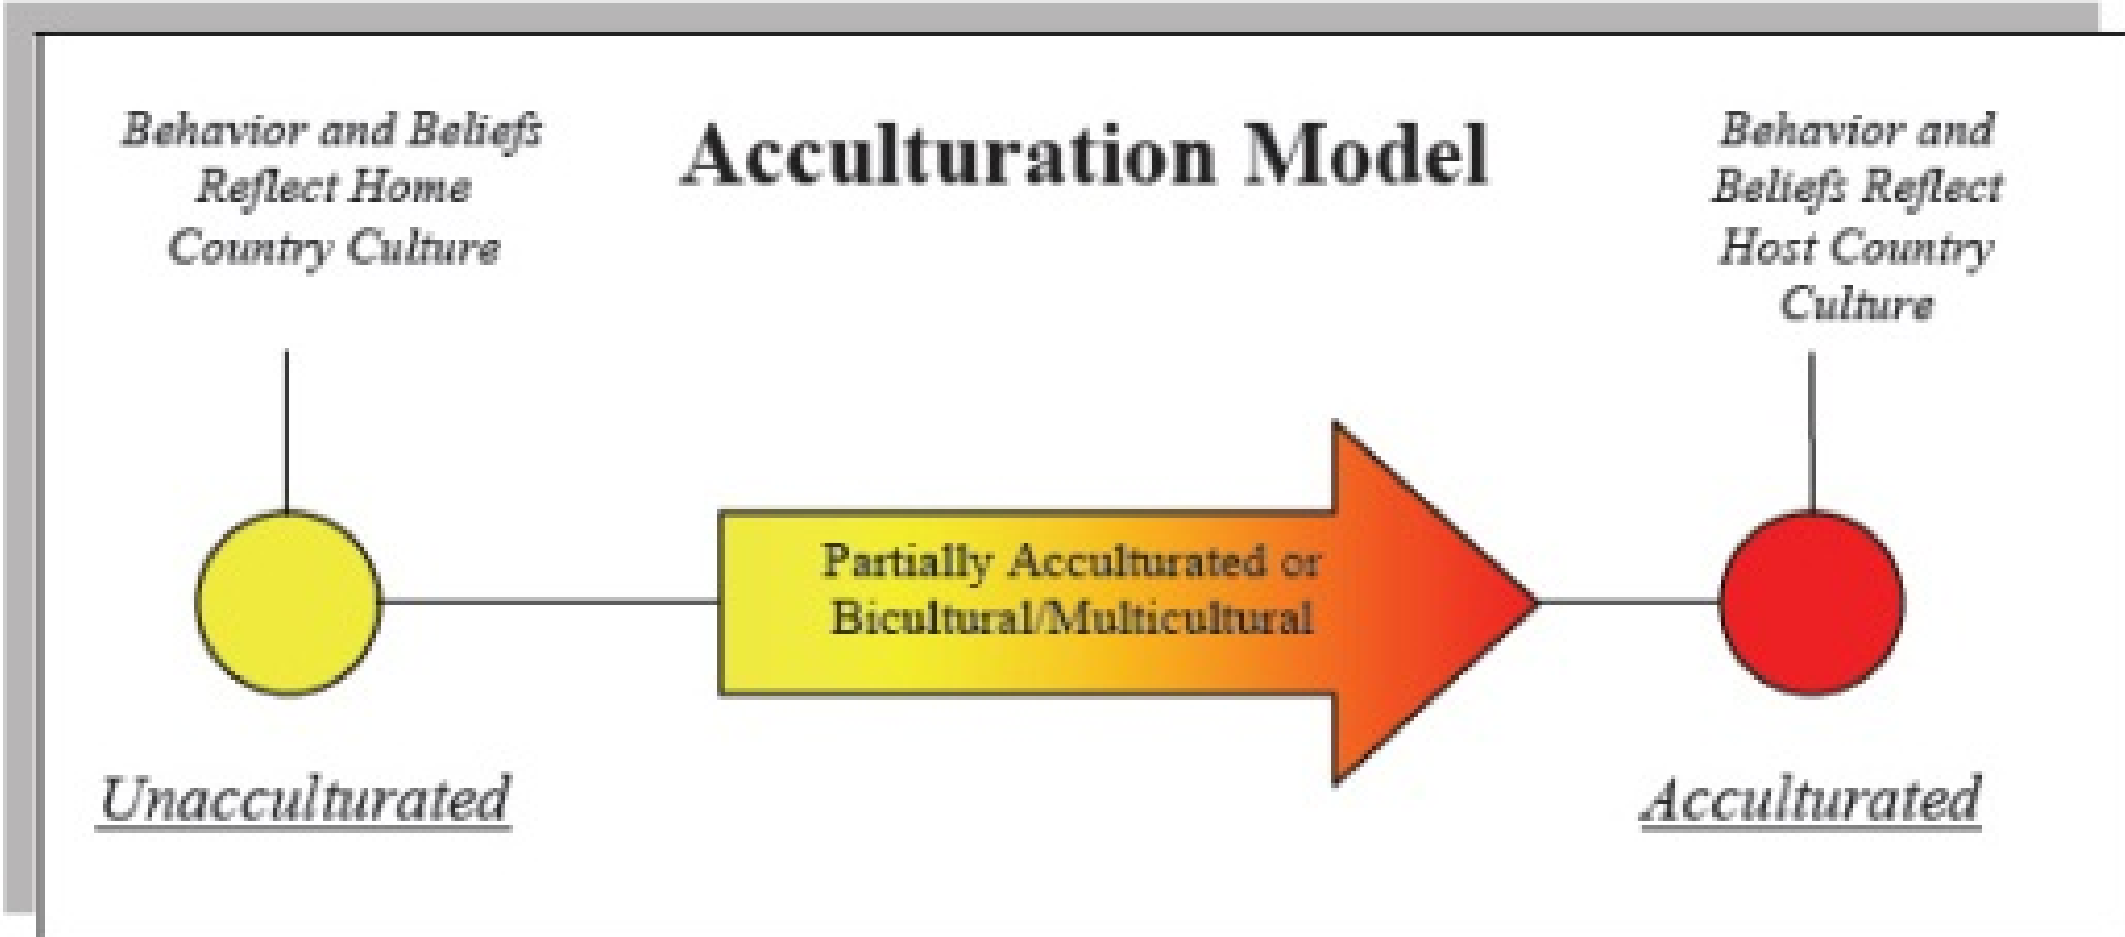 Behavior and Beliefs
Reflect Home
Country Culture
Acculturation Model
Behavior and
Beliefs Reflect
Host Country
Culture
Partially Acculturated or
Bicultural/Multicultural
Unacculturated
Acculturated